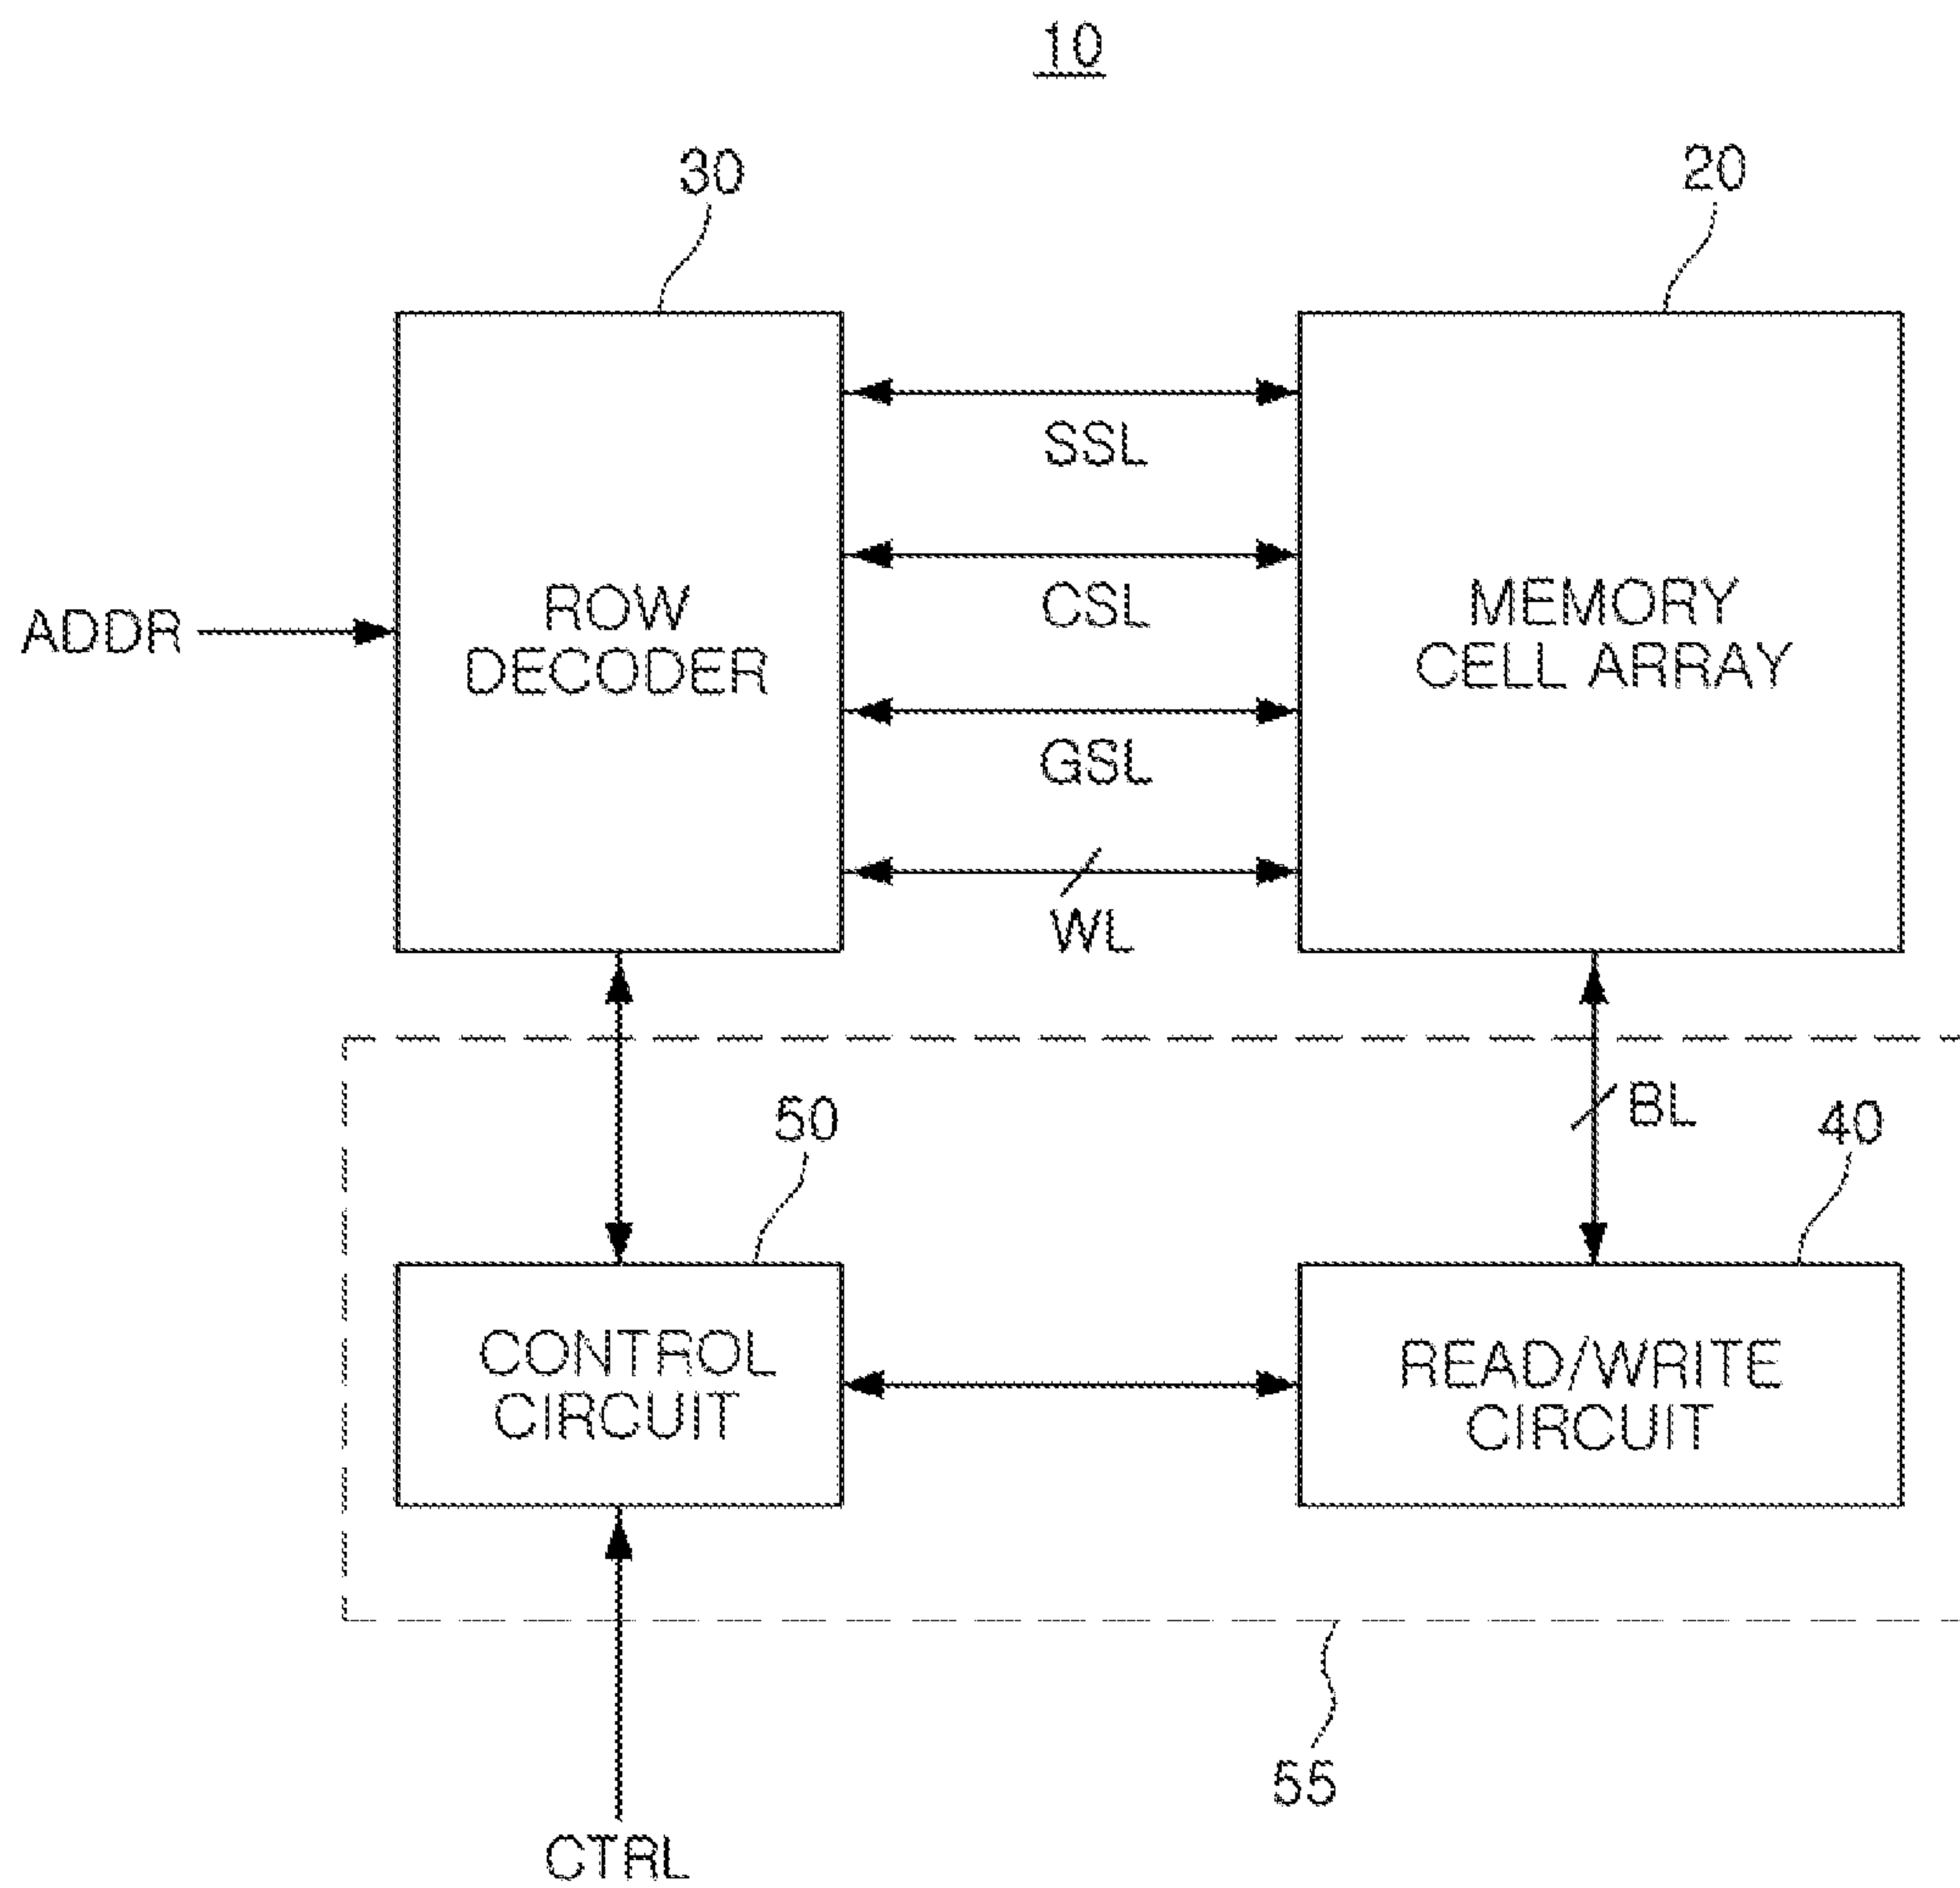 10
30
20
SSL
CSL
GSL
WL
ADDR
ROW
DECODER
MEMORY
CELL ARRAY
BL
50
40
CONTROL
CIRCUIT
READ/WRITE
CIRCUIT
55
CTRL